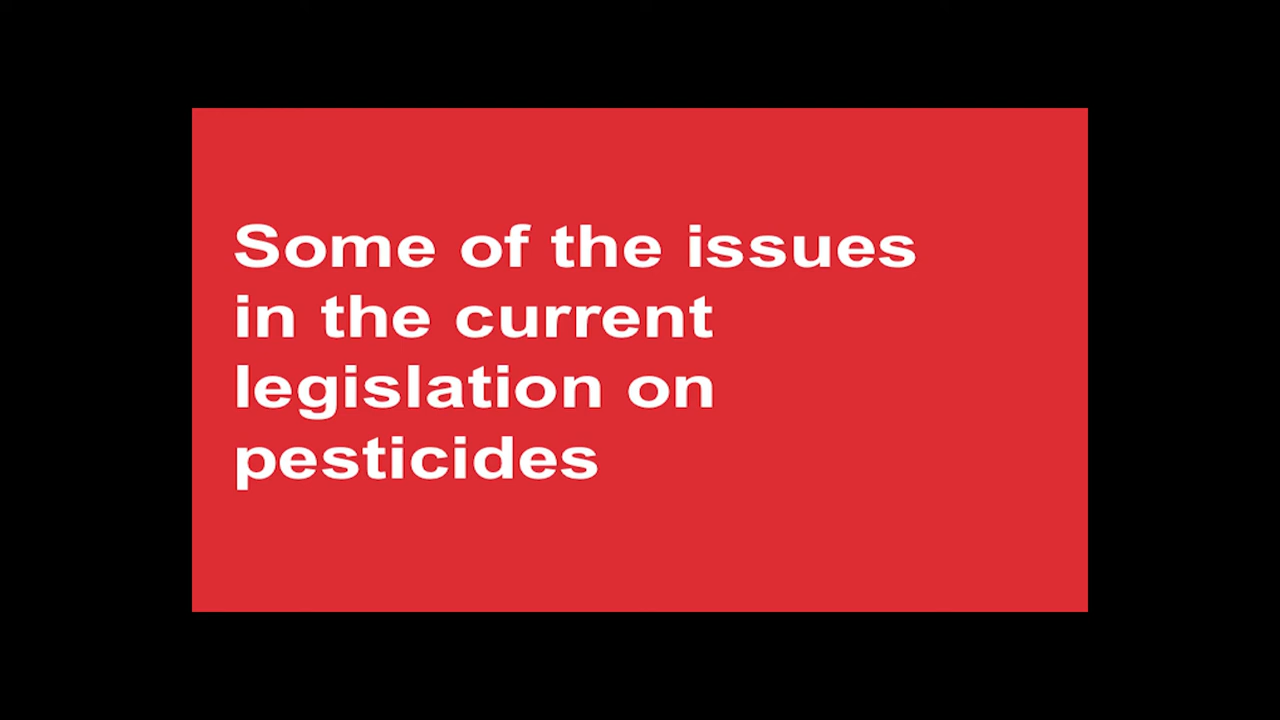 Some of the issues
in the current
legislation on
pesticides